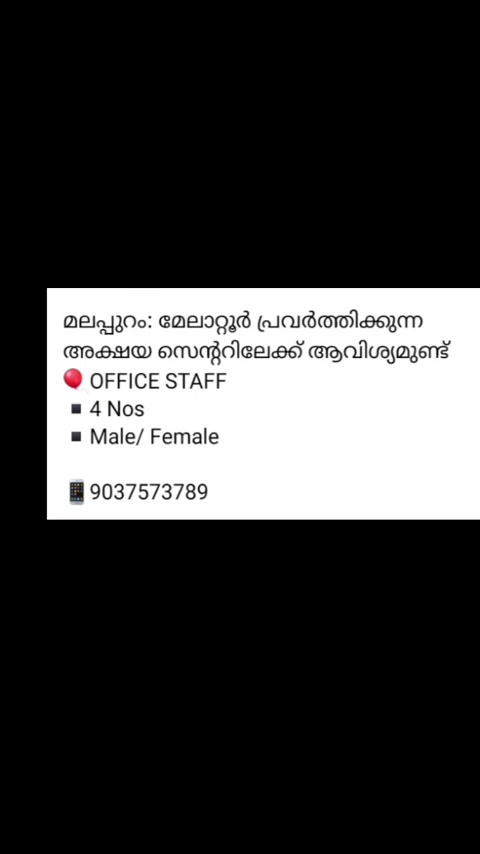 മലപ്പുറം: മേലാറ്റൂർ പ്രവർത്തിക്കുന്ന
അക്ഷയ സെന്ററിലേക്ക് ആവിശ്യമുണ്ട്
🎈OFFICE STAFF
▪️4 Nos
▪️Male/ Female
📱9037573789